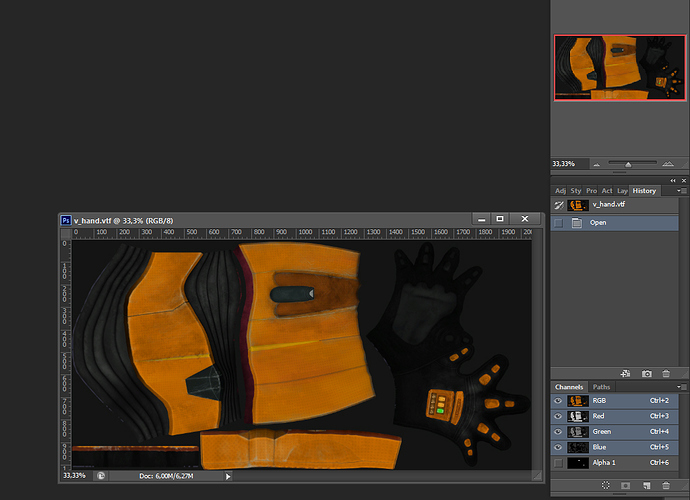 33,33%
Adj Sty Pro Act Lay History
v_hand.vtf
Open
Ps v_hand.vtf @ 33,3% (RGB/8)
0 100 200 300 400 500 600 700 800 900 1000 1100 1200 1300 1400 1500 1600 1700 1800 1900 200
0
100
200
300
400
500
600
700
800
900
Channels Paths
RGB Ctrl+2
Red Ctrl+3
Green Ctrl+4
Blue Ctrl+5
Alpha 1 Ctrl+6
33,33% Doc: 6,00M/6,27M